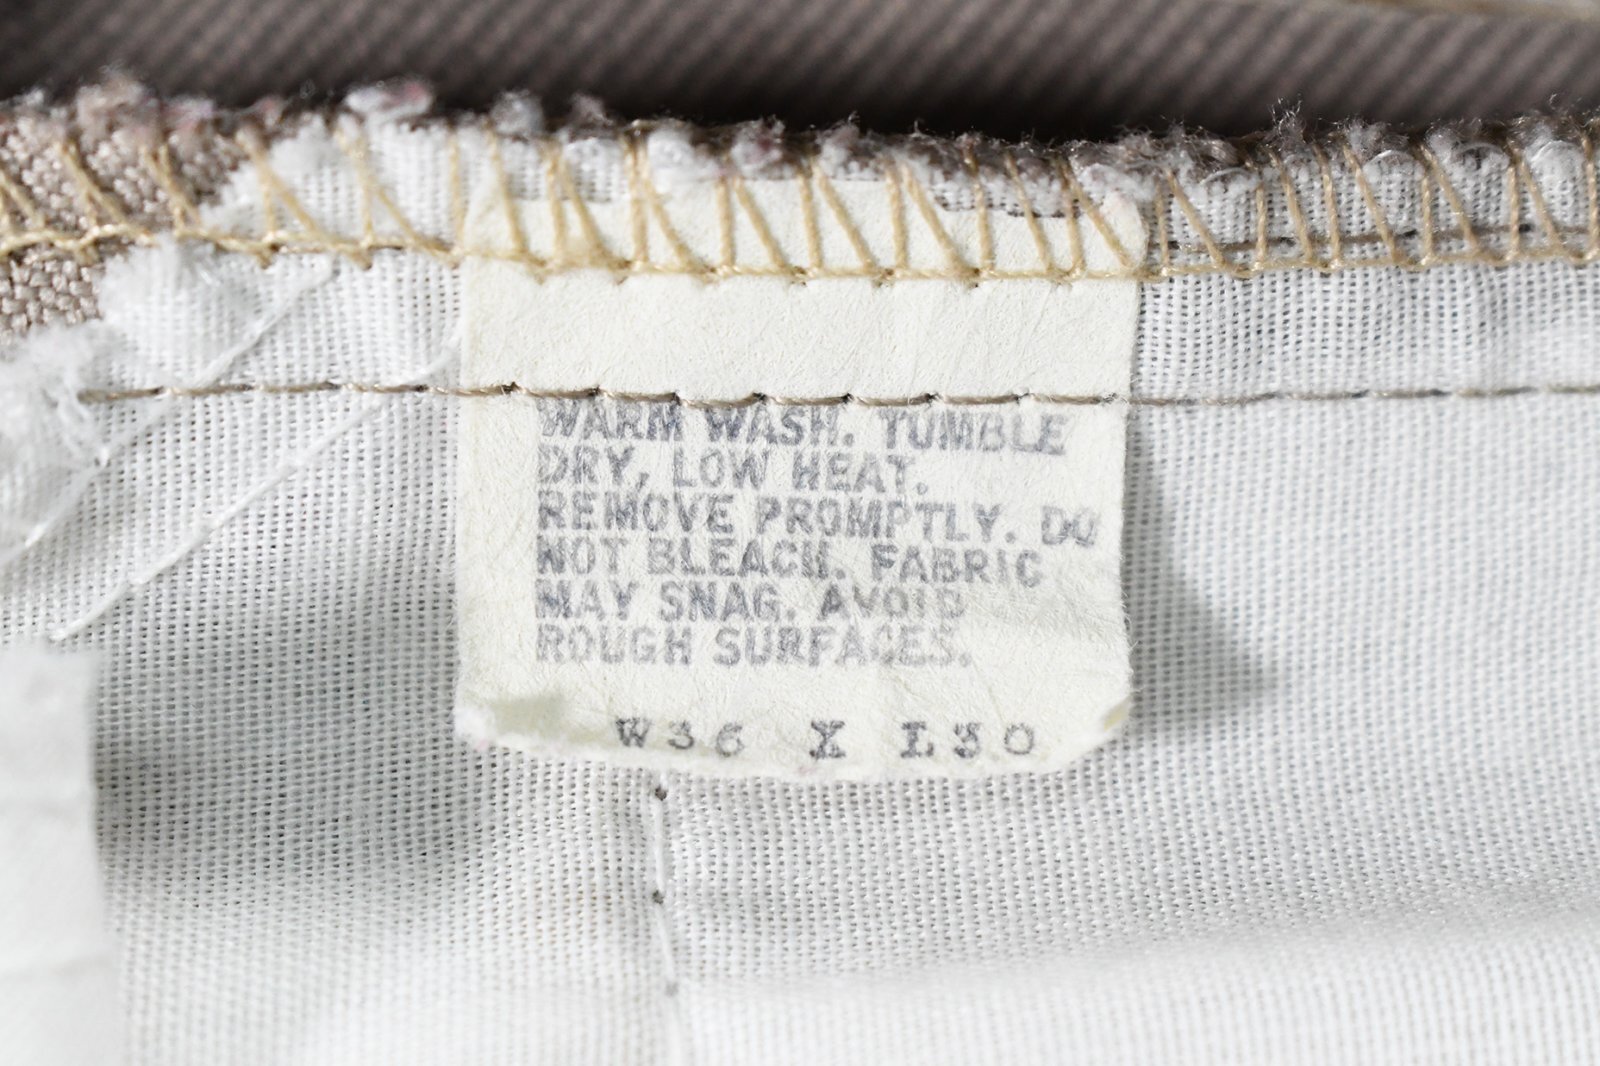 WARM WASH. TUMBLE
DRY, LOW HEAT.
REMOVE PROMPTLY. DO
NOT BLEACH. FABRIC
MAY SNAG. AVOID
ROUGH SURFACES.
W36 X L30